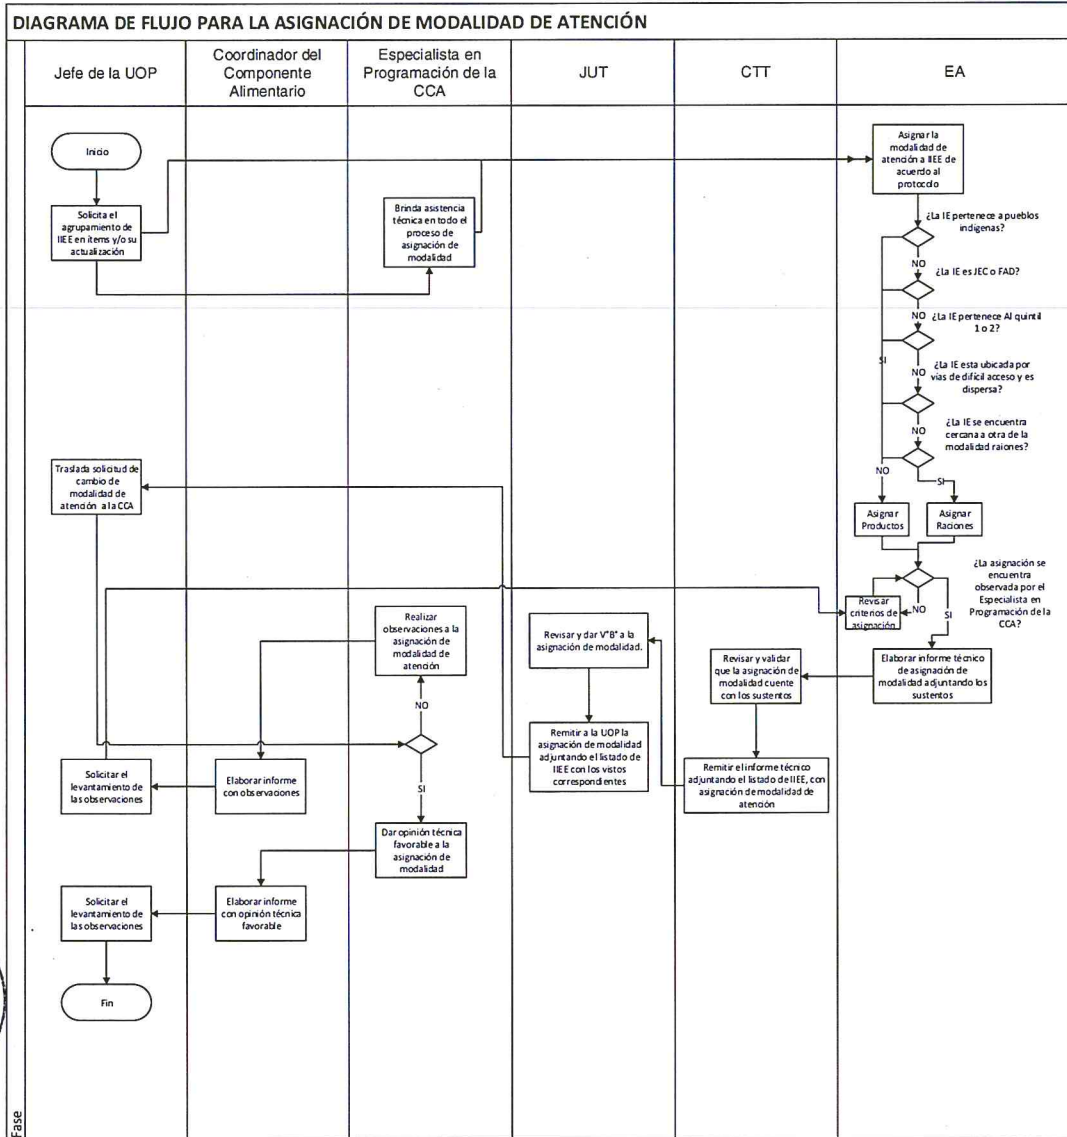 DIAGRAMA DE FLUJO PARA LA ASIGNACIÓN DE MODALIDAD DE ATENCIÓN
Jefe de la UOP
Coordinador del
Componente
Alimentario
Especialista en
Programación de la
CCA
JUT
CTT
EA
Inicio
Solicita el
agrupamiento de
IIEE en ítems y/o su
actualización
Brinda asistencia
técnica en todo el
proceso de
asignación de
modalidad
Asignar la
modalidad de
atención a IIEE de
acuerdo al
protocolo
¿La IE pertenece a pueblos
indígenas?
NO
¿La IE es JEC o FAD?
NO
¿La IE pertenece Al quintil
1 o 2?
SI
NO
¿La IE esta ubicada por
vías de difícil acceso y es
dispersa?
NO
¿La IE se encuentra
cercana a otra de la
modalidad raiones?
NO
SI
Asignar
Productos
Asignar
Raciones
¿La asignación se
encuentra
observada por el
Especialista en
Programación de la
CCA?
NO
SI
Revisar
criterios de
asignación
Elaborar informe técnico
de asignación de
modalidad adjuntando los
sustentos
Revisar y validar
que la asignación de
modalidad cuente
con los sustentos
Remitir el informe técnico
adjuntando el listado de IIEE, con
asignación de modalidad de
atención
Revisar y dar V°B° a la
asignación de modalidad.
Remitir a la UOP la
asignación de modalidad
adjuntando el listado de
IIEE con los vistos
correspondientes
Traslada solicitud de
cambio de
modalidad de
atención a la CCA
Realizar
observaciones a la
asignación de
modalidad de
atención
NO
SI
Elaborar informe
con observaciones
Solicitar el
levantamiento de
las observaciones
Dar opinión técnica
favorable a la
asignación de
modalidad
Elaborar informe
con opinión técnica
favorable
Solicitar el
levantamiento de
las observaciones
Fin
Fase